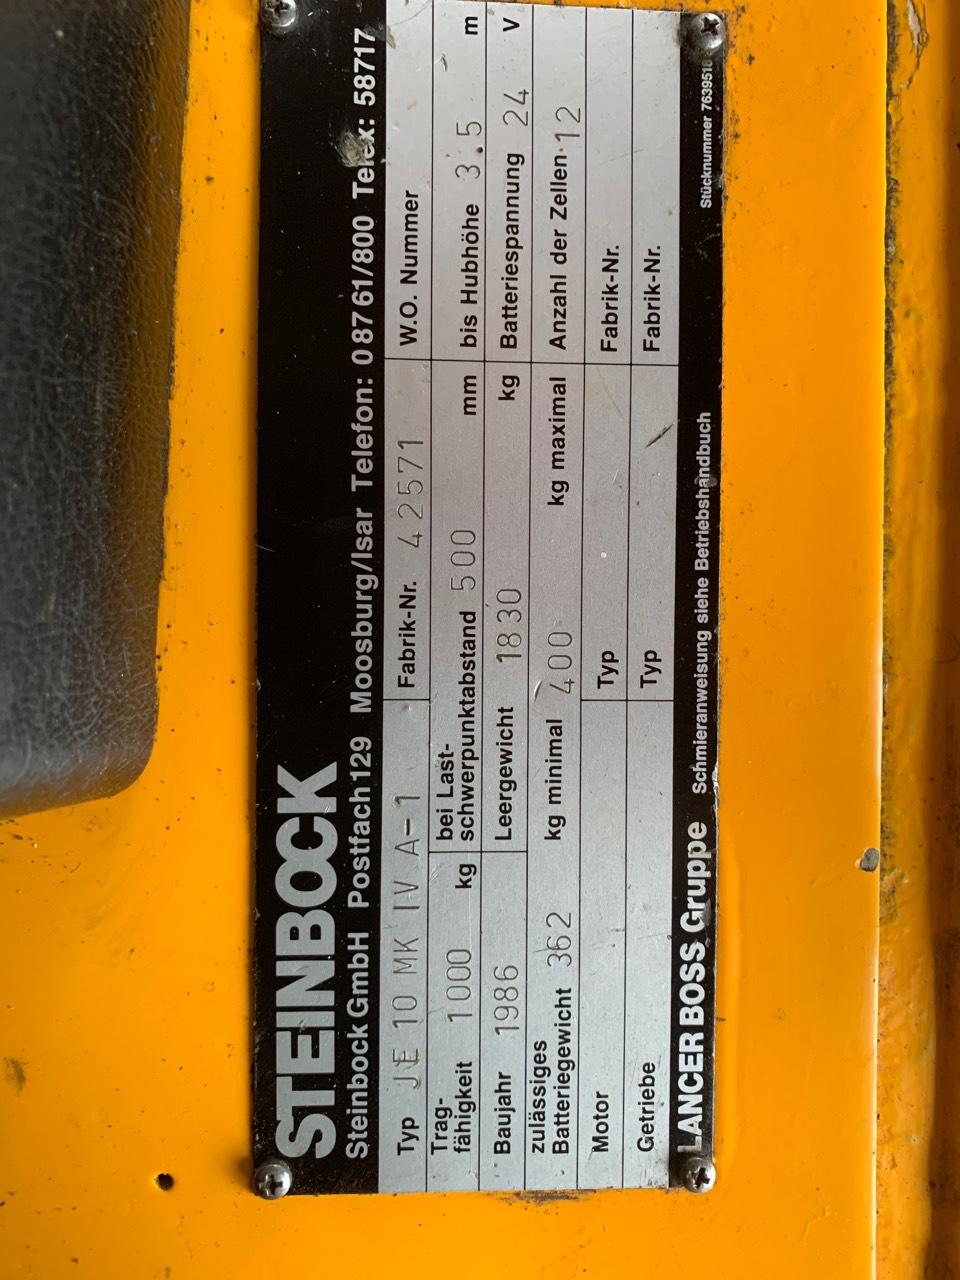 STEINBOCK
Steinbock GmbH Postfach 129 Moosburg/Isar Telefon: 0 87 61/800 Telex: 58717
Typ JE 10 MK IV A-1 Fabrik-Nr. 42571 W.O. Nummer
Trag-
fähigkeit 1000 kg
bei Last-
schwerpunktabstand 500 mm
bis Hubhöhe 3.5 m
Baujahr 1986 Leergewicht 1830 kg Batteriespannung 24 V
zulässiges
Batteriegewicht 362 kg minimal 400 kg maximal Anzahl der Zellen 12
Motor Typ Fabrik-Nr.
Getriebe Typ Fabrik-Nr.
LANCER BOSS Gruppe Schmieranweisung siehe Betriebshandbuch Stücknummer 7639518